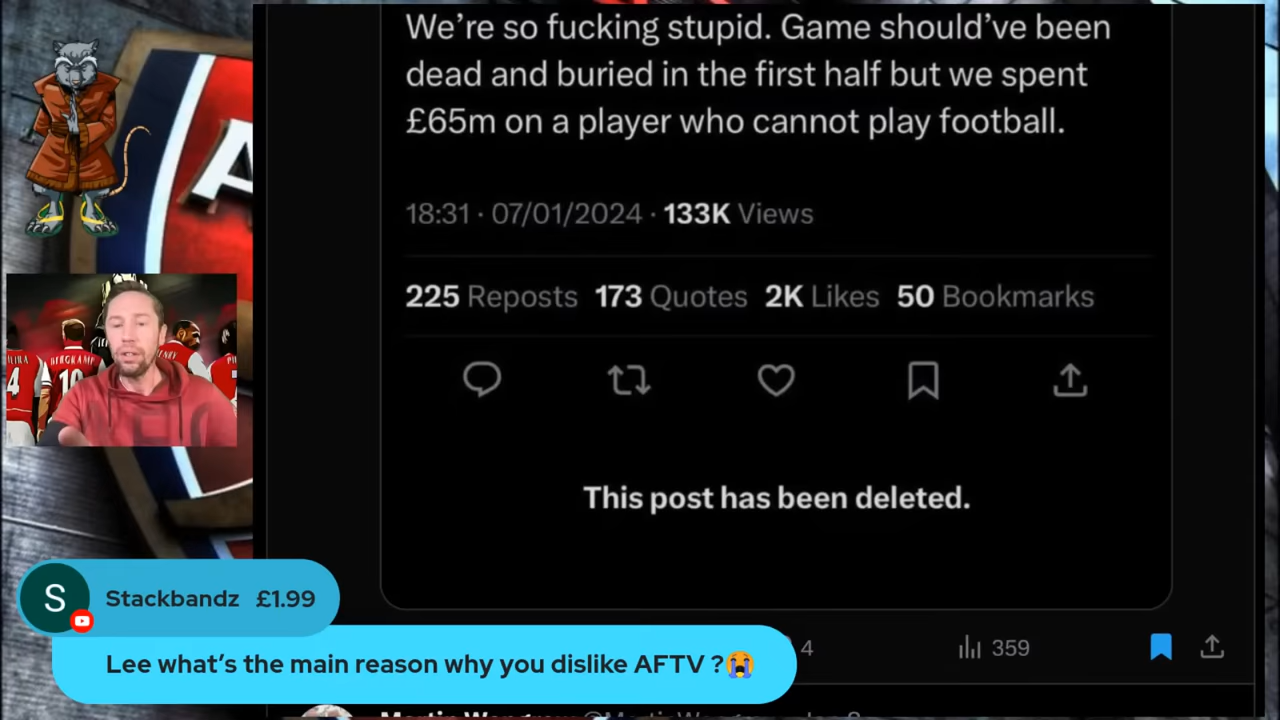 We're so fucking stupid. Game should've been
dead and buried in the first half but we spent
£65m on a player who cannot play football.
18:31 · 07/01/2024 · 133K Views
225 Reposts 173 Quotes 2K Likes 50 Bookmarks
This post has been deleted.
S
Stackbandz £1.99
Lee what's the main reason why you dislike AFTV ?😭
4
359
A
4
BERGKAMP
10